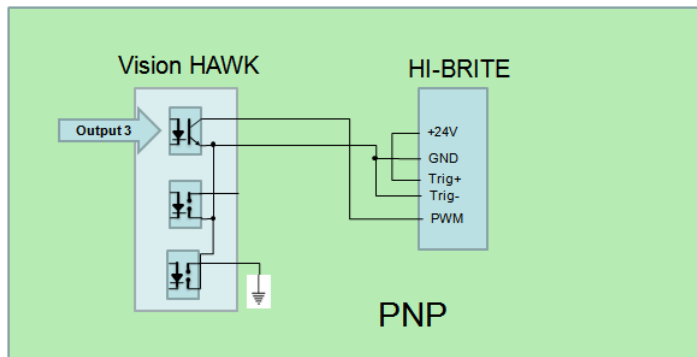 Vision HAWK
HI-BRITE
Output 3
+24V
GND
Trig+
Trig-
PWM
PNP